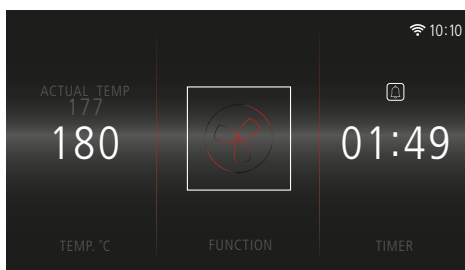 10:10
ACTUAL TEMP
177
180
01:49
TEMP. °C
FUNCTION
TIMER